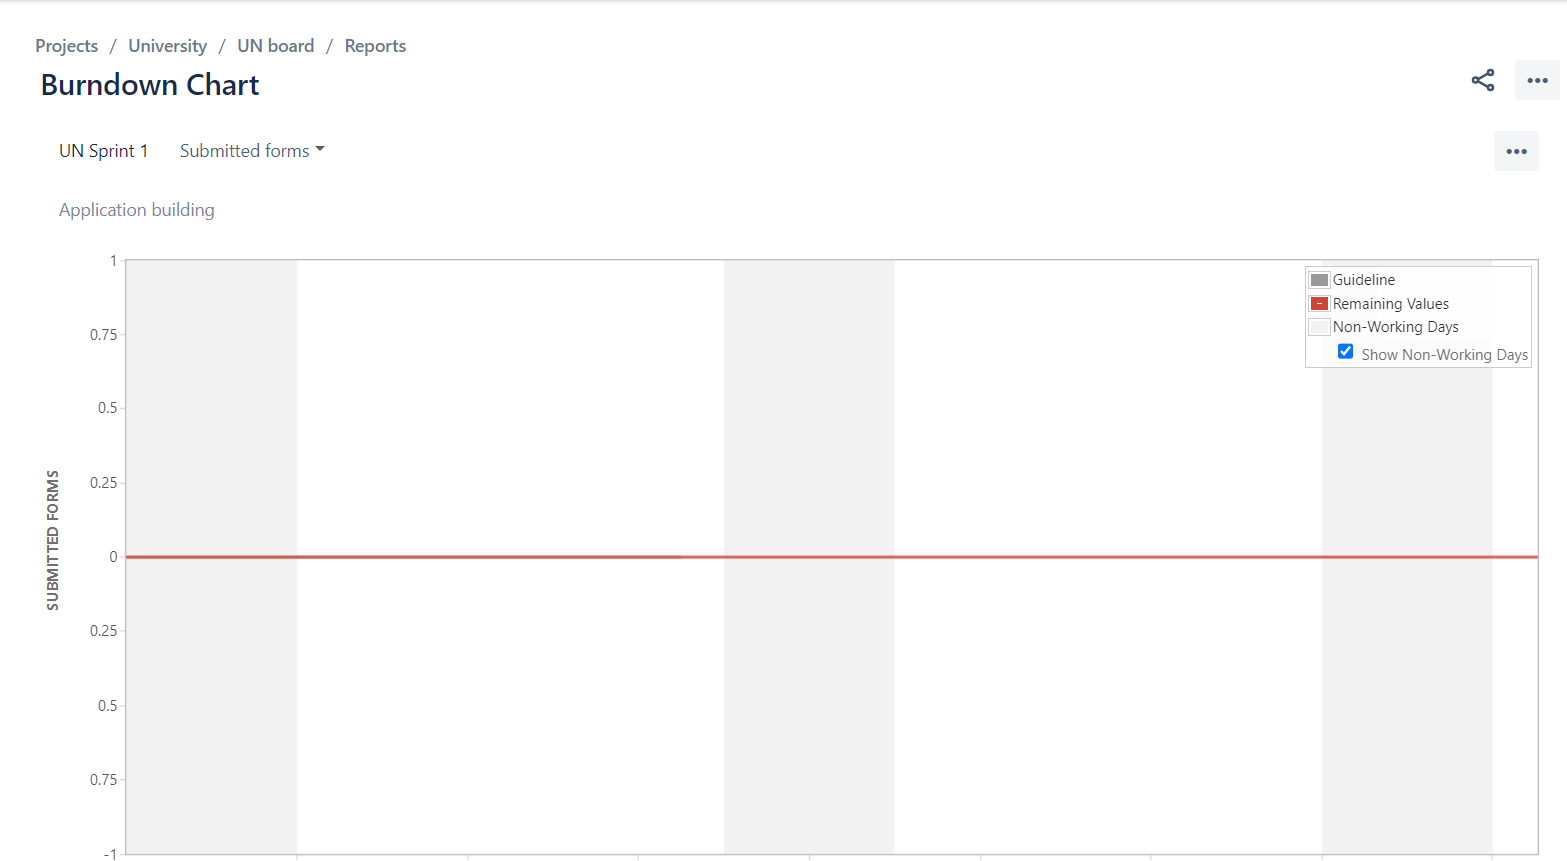 Projects / University / UN board / Reports
Burndown Chart
UN Sprint 1 Submitted forms
Application building
1
0.75
0.5
0.25
0
0.25
0.5
0.75
-1
SUBMITTED FORMS
Guideline
Remaining Values
Non-Working Days
Show Non-Working Days